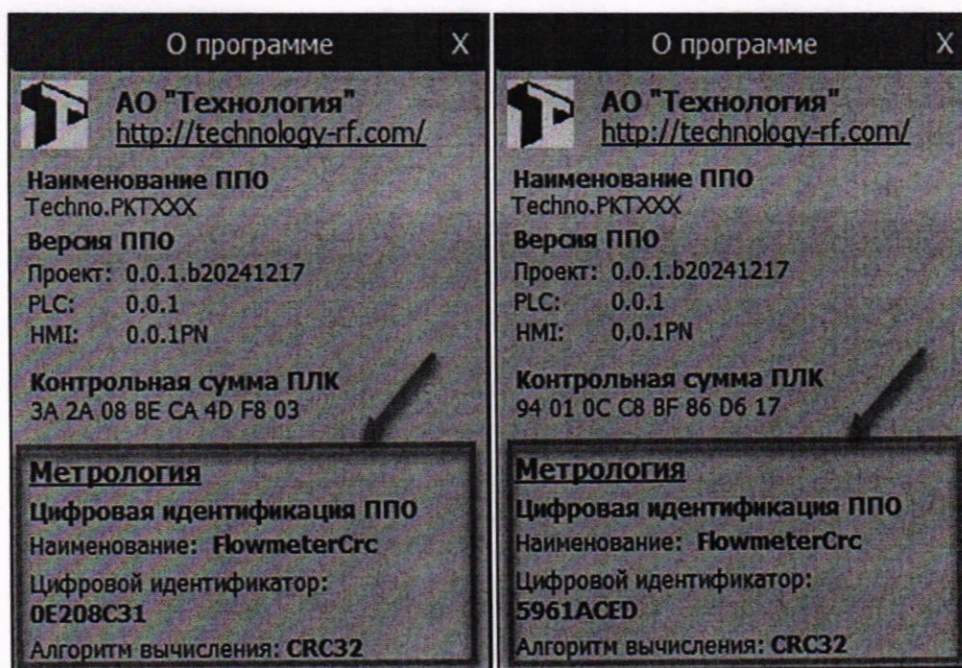 О программе X
АО "Технология"
http://technology-rf.com/
Наименование ППО
Techno.PKTXXX
Версия ППО
Проект: 0.0.1.b20241217
PLC: 0.0.1
HMI: 0.0.1PN
Контрольная сумма ПЛК
3A 2A 08 BE CA 4D F8 03
Метрология
Цифровая идентификация ППО
Наименование: FlowmeterCrc
Цифровой идентификатор:
0E208C31
Алгоритм вычисления: CRC32
О программе X
АО "Технология"
http://technology-rf.com/
Наименование ППО
Techno.PKTXXX
Версия ППО
Проект: 0.0.1.b20241217
PLC: 0.0.1
HMI: 0.0.1PN
Контрольная сумма ПЛК
94 01 0C C8 BF 86 D6 17
Метрология
Цифровая идентификация ППО
Наименование: FlowmeterCrc
Цифровой идентификатор:
5961ACED
Алгоритм вычисления: CRC32